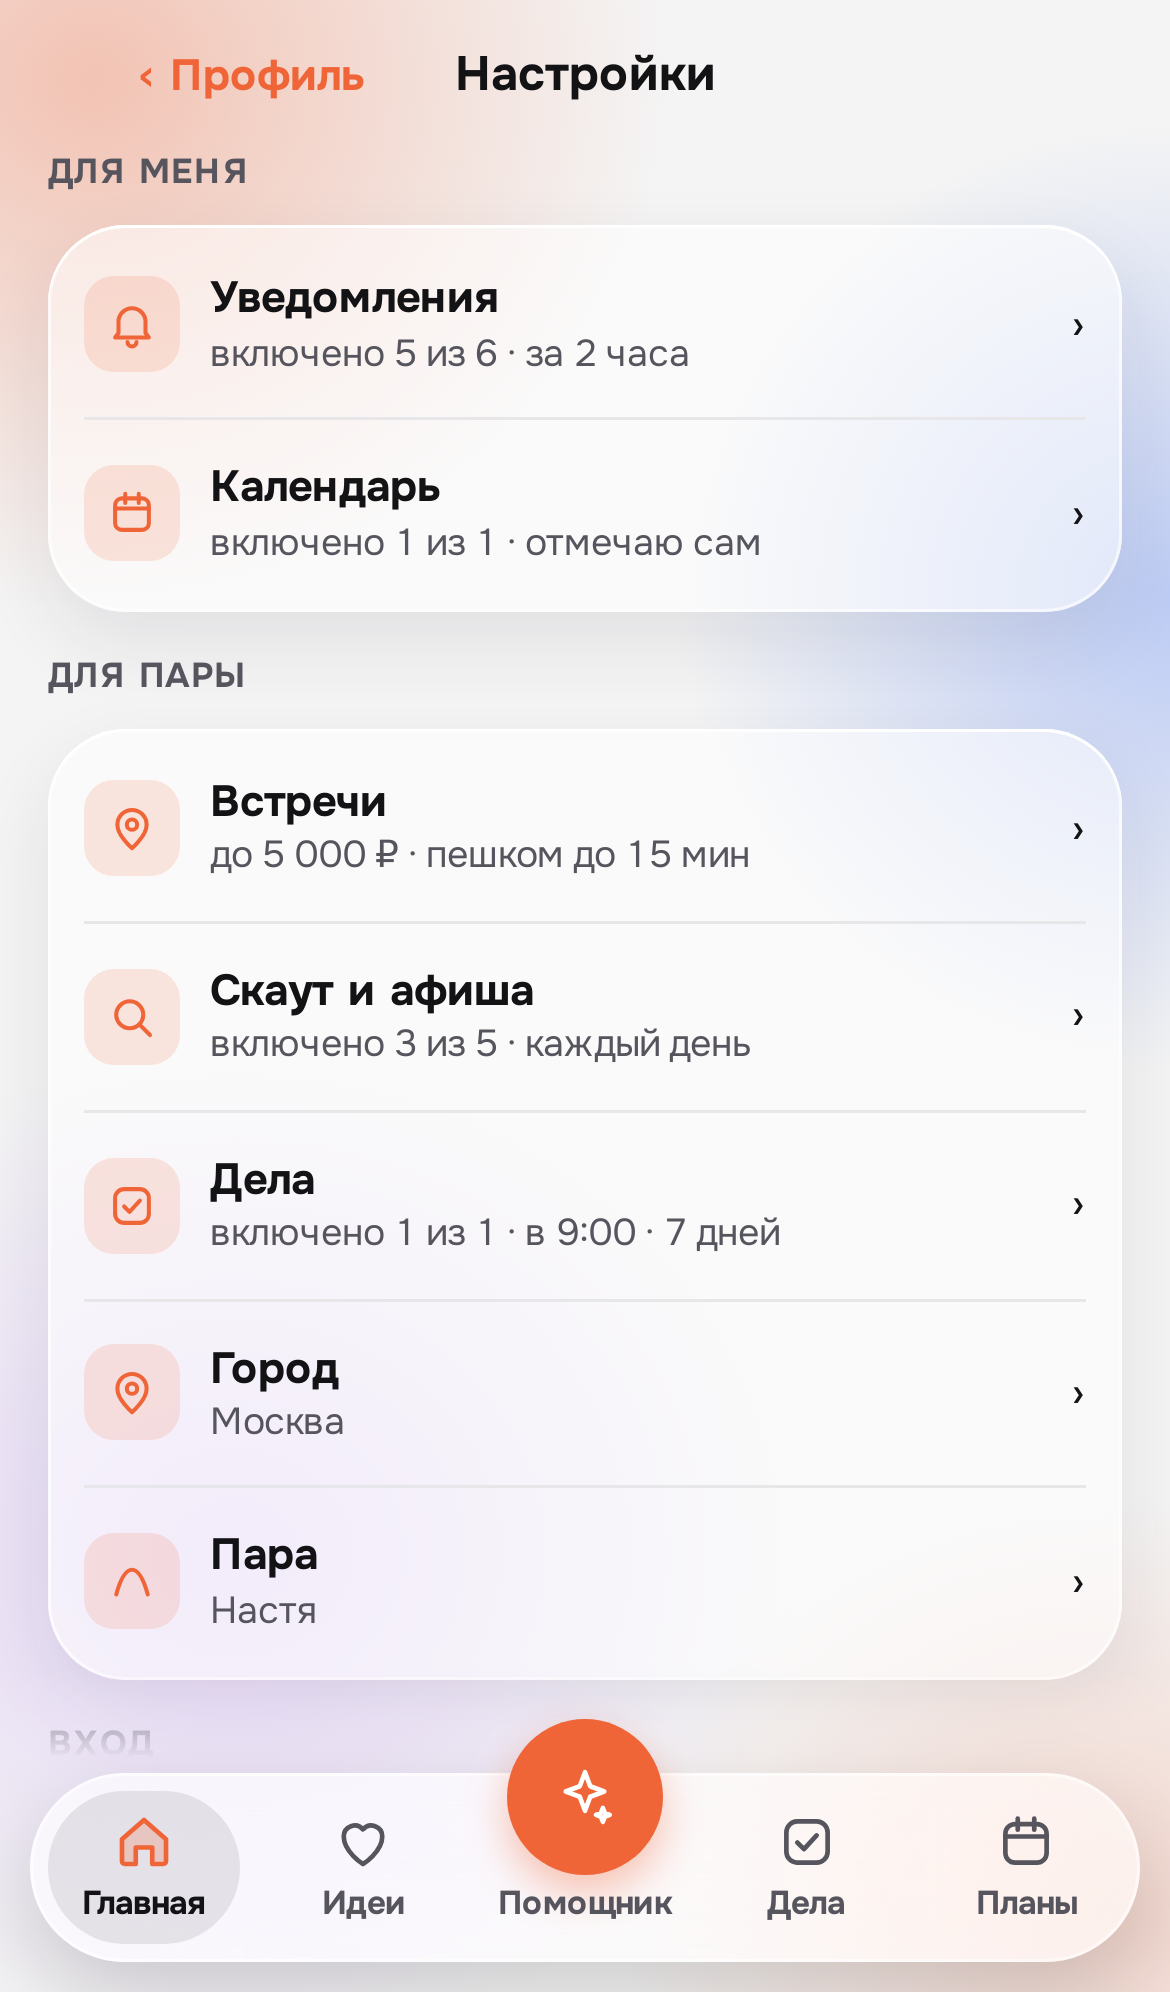 ‹ Профиль
Настройки
ДЛЯ МЕНЯ
Уведомления
включено 5 из 6 · за 2 часа
Календарь
включено 1 из 1 · отмечаю сам
ДЛЯ ПАРЫ
Встречи
до 5 000 ₽ · пешком до 15 мин
Скаут и афиша
включено 3 из 5 · каждый день
Дела
включено 1 из 1 · в 9:00 · 7 дней
Город
Москва
Пара
Настя
ВХОД
Главная
Идеи
Помощник
Дела
Планы